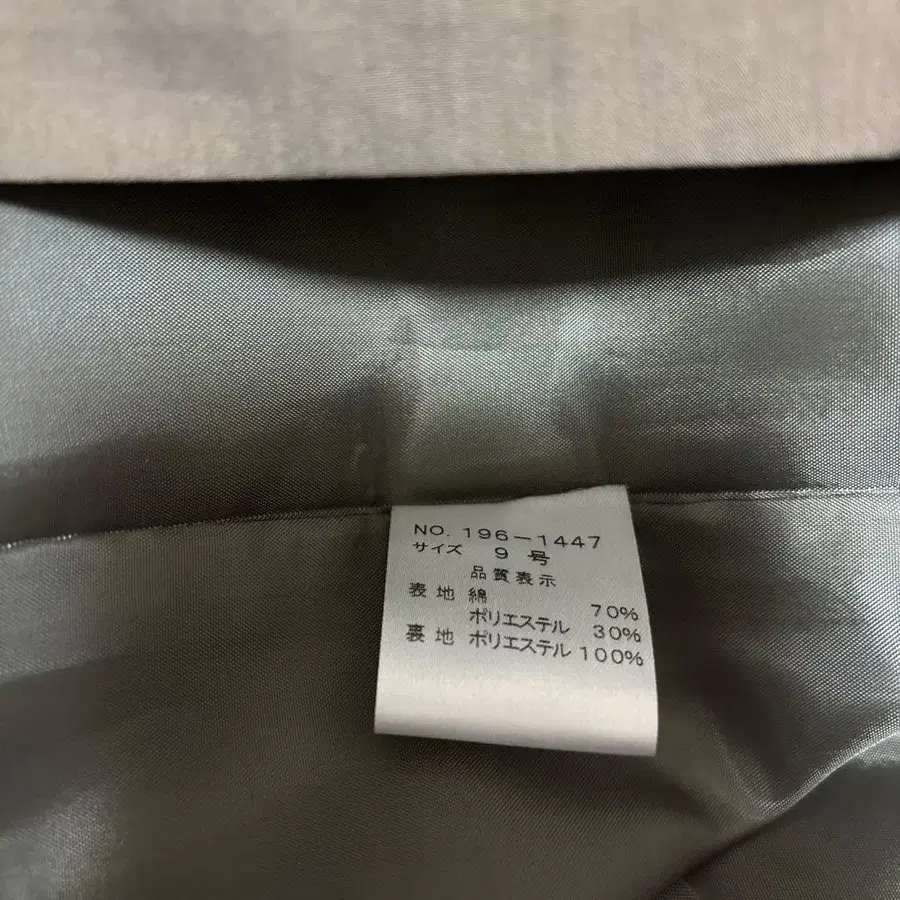 NO. 196-1447
サイズ 9 号
品質表示
表地 綿 70%
ポリエステル 30%
裏地 ポリエステル 100%